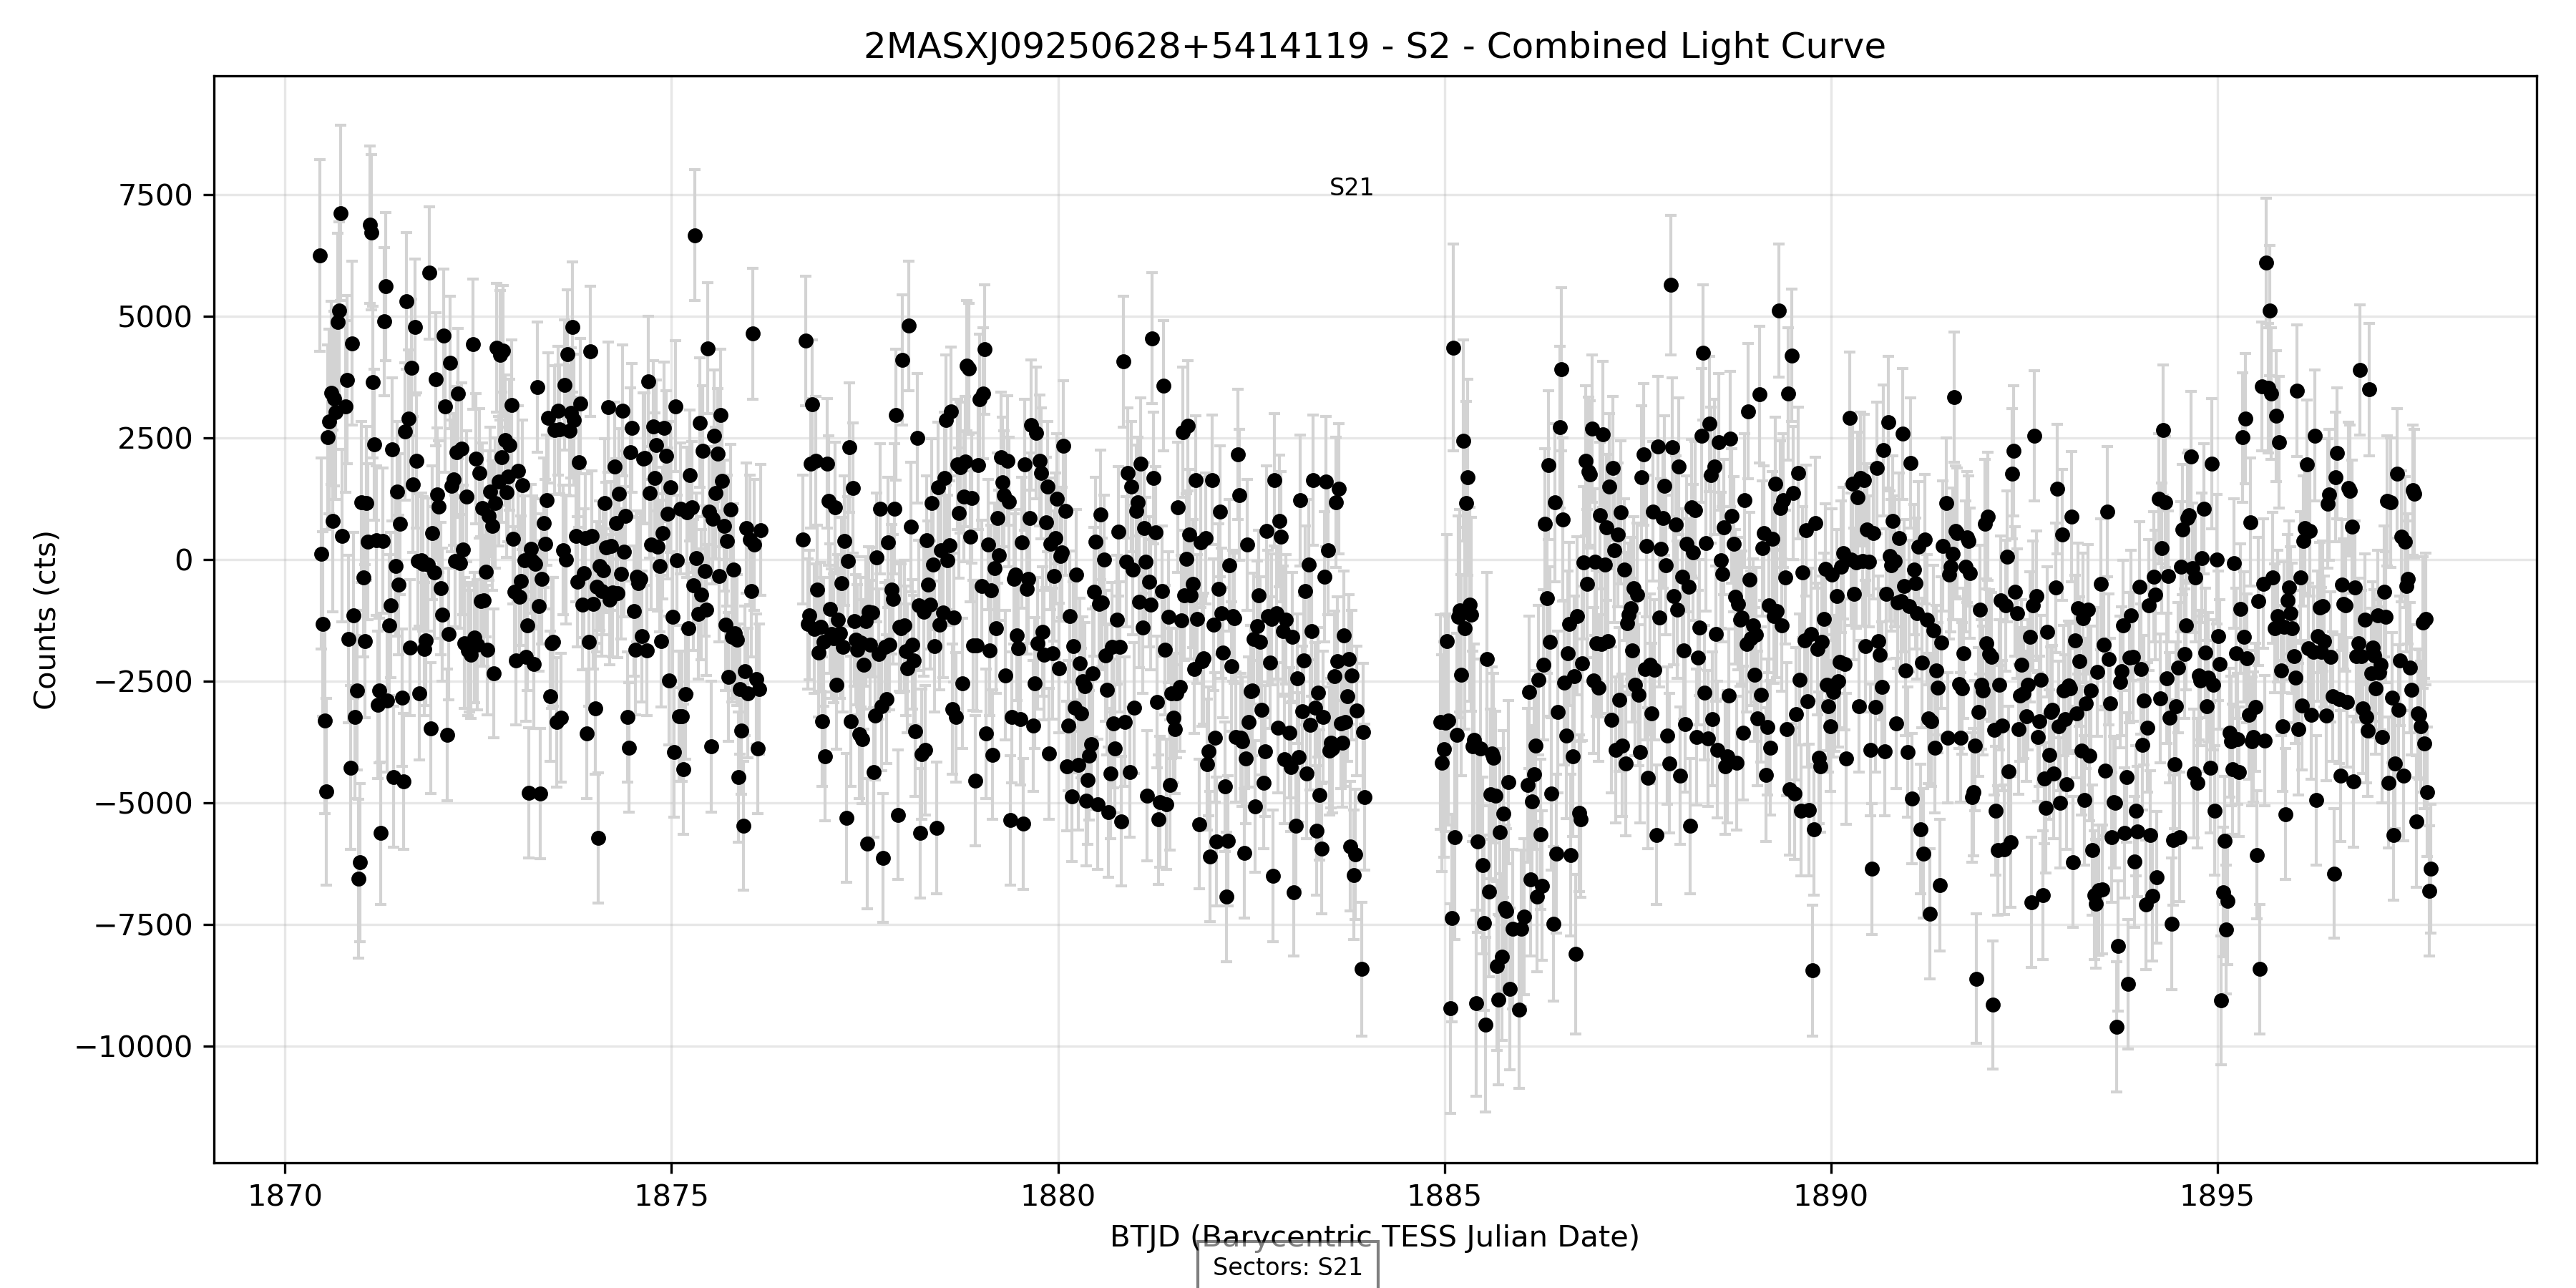 2MASXJ09250628+5414119 - S2 - Combined Light Curve
S21
7500
5000
2500
0
−2500
−5000
−7500
−10000
Counts (cts)
1870 1875 1880 1885 1890 1895
BTJD (Barycentric TESS Julian Date)
Sectors: S21